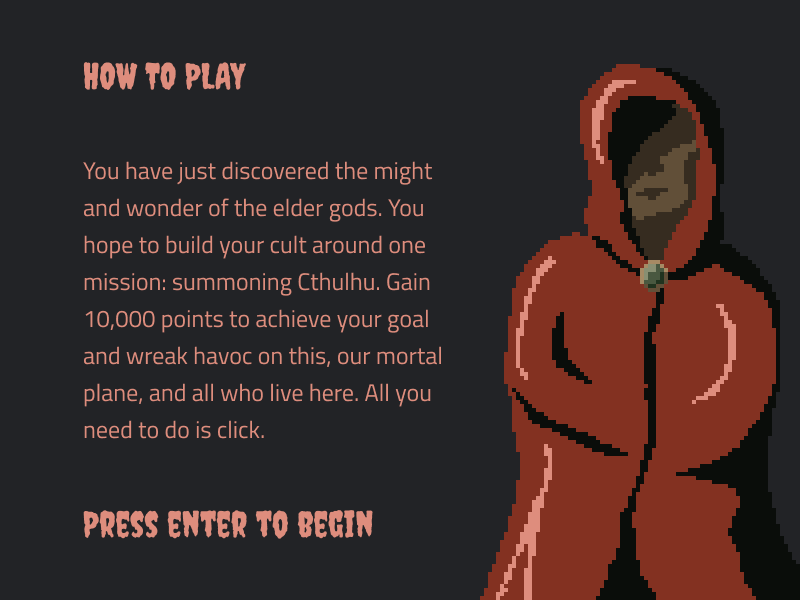 HOW TO PLAY
You have just discovered the might
and wonder of the elder gods. You
hope to build your cult around one
mission: summoning Cthulhu. Gain
10,000 points to achieve your goal
and wreak havoc on this, our mortal
plane, and all who live here. All you
need to do is click.
PRESS ENTER TO BEGIN